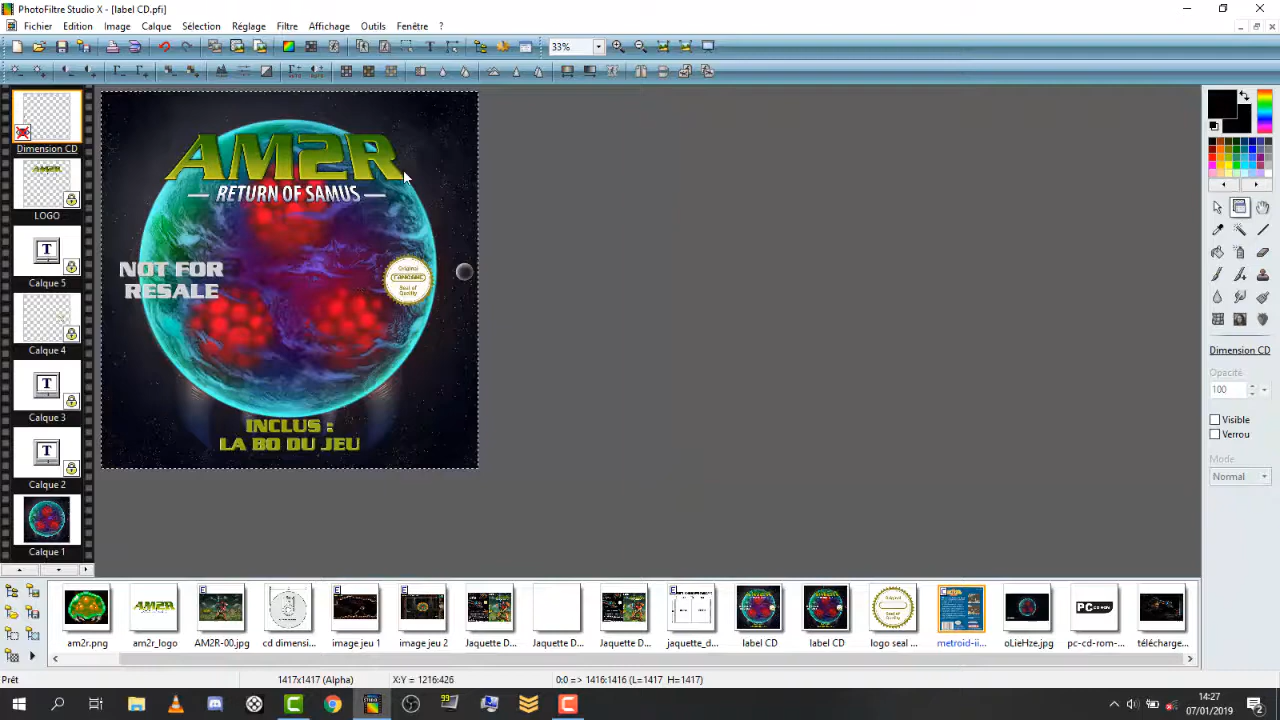 PhotoFiltre Studio X - [label CD.pfi]
Fichier Edition Image Calque Sélection Réglage Filtre Affichage Outils Fenêtre ?
33%
Dimension CD
LOGO
Calque 5
Calque 4
Calque 3
Calque 2
Calque 1
AM2R
RETURN OF SAMUS
NOT FOR
RESALE
Original
Seal of
Quality
INCLUS :
LA BO DU JEU
Dimension CD
Opacité
100
Visible
Verrou
Mode
Normal
am2r.png am2r_logo AM2R-00.jpg cd dimensi... image jeu 1 image jeu 2 Jaquette D... Jaquette D... Jaquette D... jaquette_d... label CD label CD logo seal ... metroid-ii... oLieHze.jpg pc-cd-rom-... télécharge...
Prêt 1417x1417 (Alpha) X:Y = 1216:426 0:0 => 1416:1416 (L=1417 H=1417)
14:27
07/01/2019